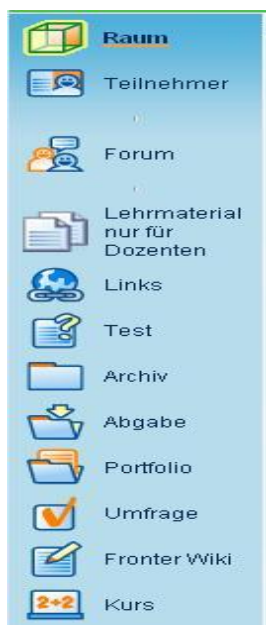 Raum
Teilnehmer
Forum
Lehrmaterial
nur für
Dozenten
Links
Test
Archiv
Abgabe
Portfolio
Umfrage
Fronter Wiki
2+2 Kurs